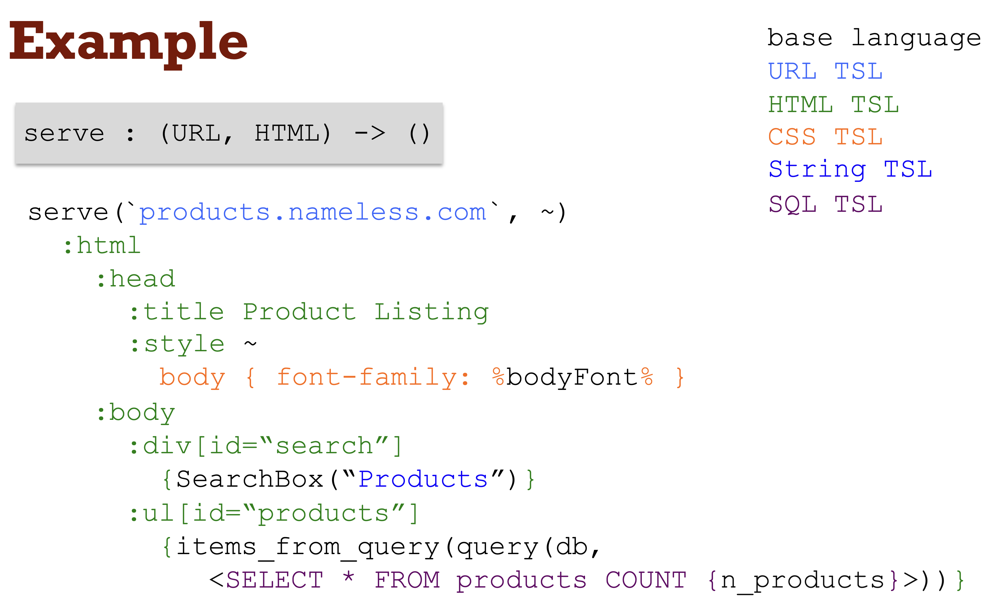 Example
base language
URL TSL
HTML TSL
CSS TSL
String TSL
SQL TSL
serve : (URL, HTML) -> ()
serve(`products.nameless.com`, ~)
:html
:head
:title Product Listing
:style ~
body { font-family: %bodyFont% }
:body
:div[id=‟search”]
{SearchBox(‟Products”)}
:ul[id=‟products”]
{items_from_query(query(db,
<SELECT * FROM products COUNT {n_products}>))}